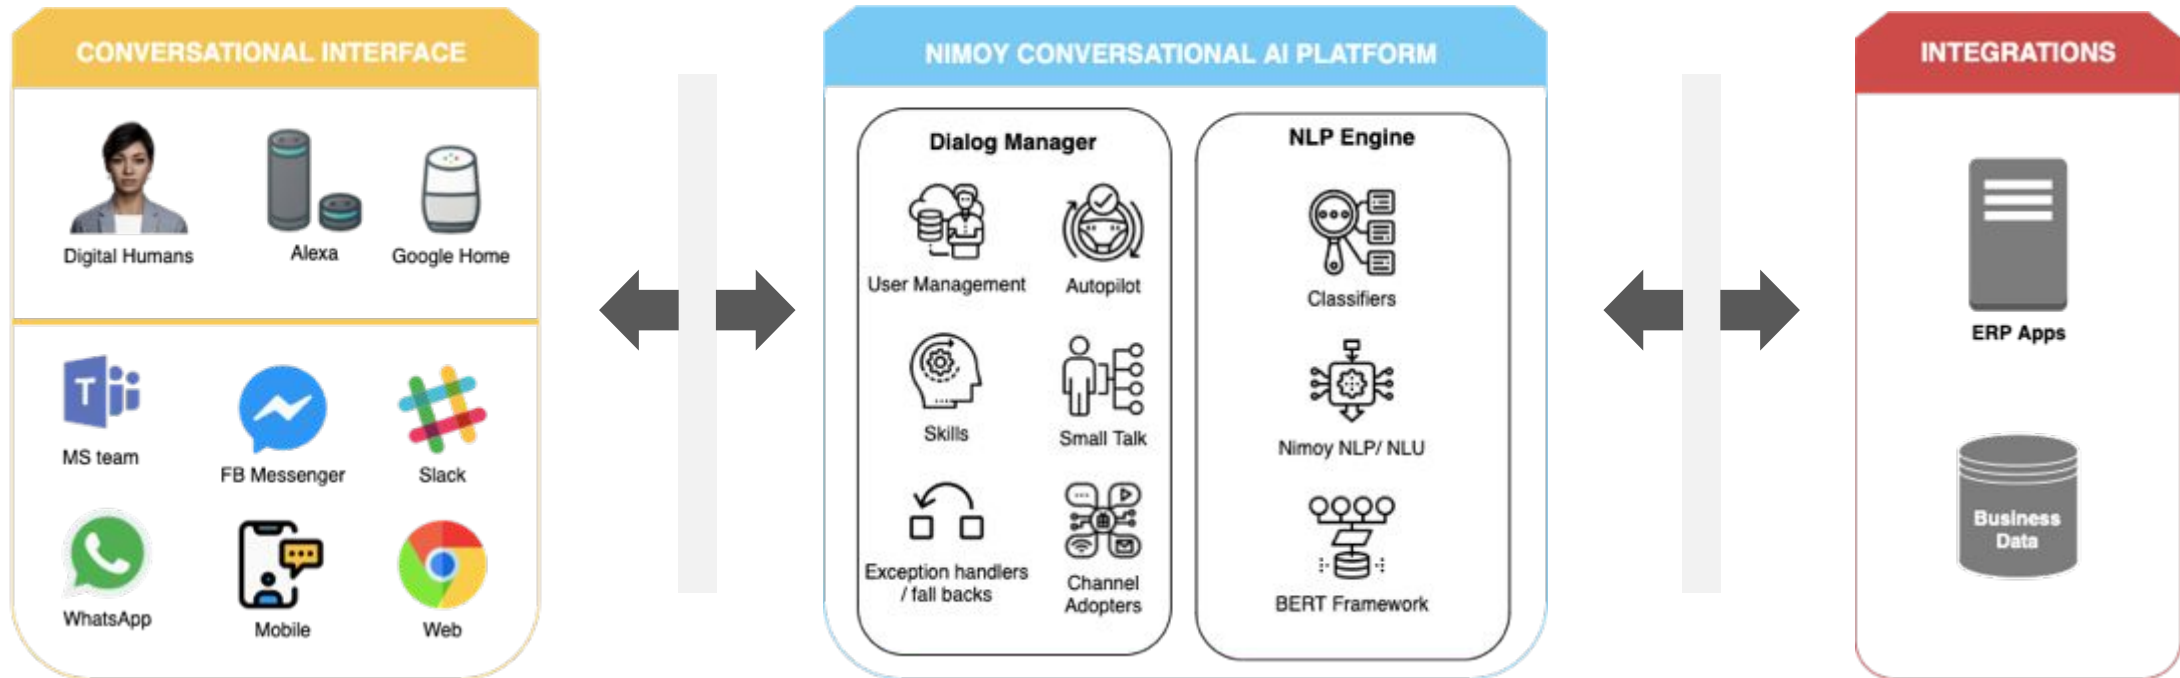 CONVERSATIONAL INTERFACE
Digital Humans
Alexa
Google Home
T
MS team
FB Messenger
Slack
WhatsApp
Mobile
Web
NIMOY CONVERSATIONAL AI PLATFORM
Dialog Manager
User Management
Autopilot
Skills
Small Talk
Exception handlers
/ fall backs
Channel
Adopters
NLP Engine
Classifiers
Nimoy NLP/ NLU
BERT Framework
INTEGRATIONS
ERP Apps
Business
Data